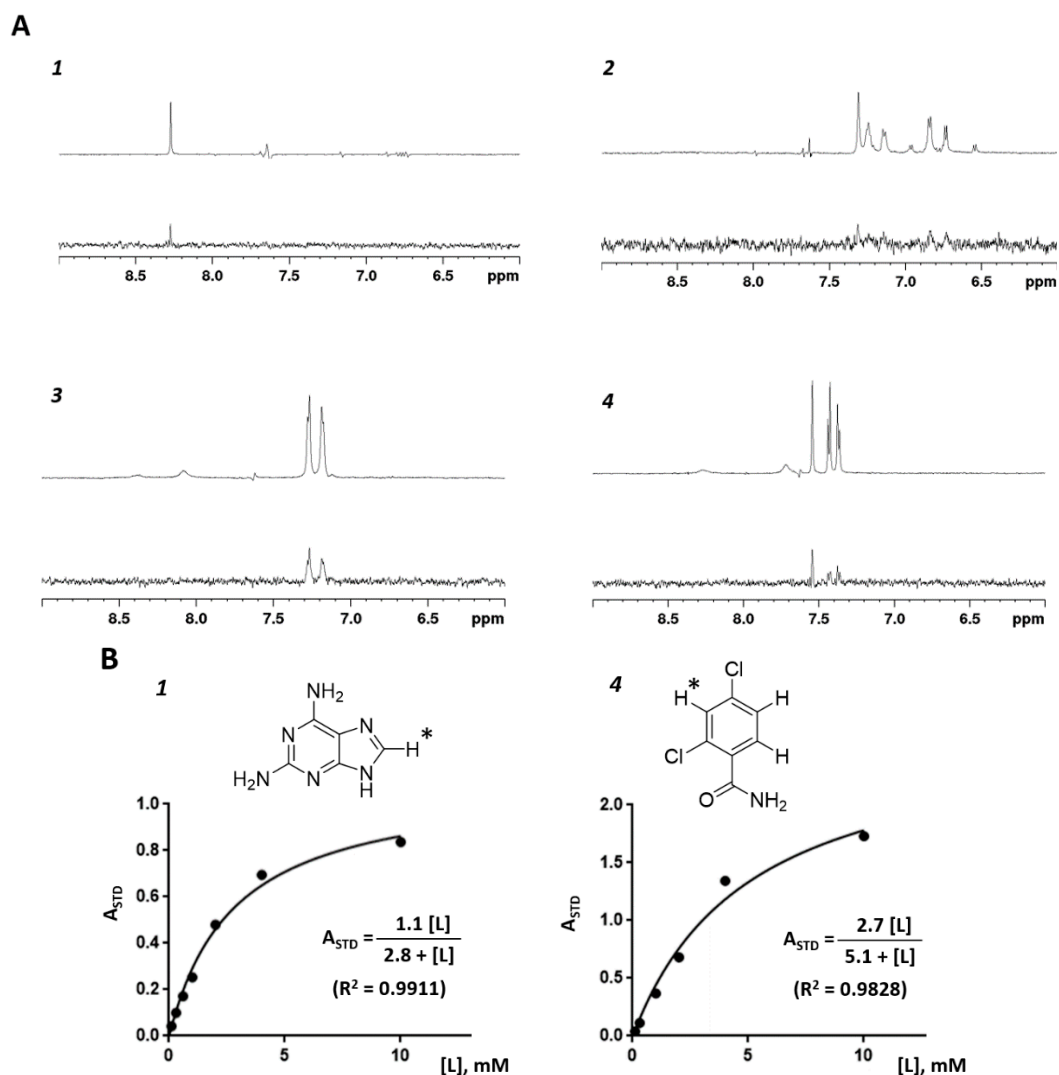 A
1
2
8.5 8.0 7.5 7.0 6.5 ppm
8.5 8.0 7.5 7.0 6.5 ppm
3
4
8.5 8.0 7.5 7.0 6.5 ppm
8.5 8.0 7.5 7.0 6.5 ppm
B
1
NH2
N
N
H*
H2N
N
N
H
1.0
0.8
0.6
0.4
0.2
0.0
ASTD
ASTD = 1.1 [L]
2.8 + [L]
(R2 = 0.9911)
0 5 10
[L], mM
4
Cl
H*
H
Cl
H
O
NH2
2.0
1.5
1.0
0.5
0.0
ASTD
ASTD = 2.7 [L]
5.1 + [L]
(R2 = 0.9828)
0 5 10
[L], mM